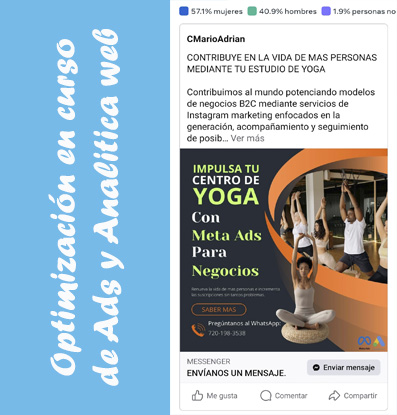 Optimización en curso
de Ads y Analitica web
57.1% mujeres 40.9% hombres 1.9% personas no
CMarioAdrian
CONTRIBUYE EN LA VIDA DE MAS PERSONAS
MEDIANTE TU ESTUDIO DE YOGA
Contribuimos al mundo potenciando modelos
de negocios B2C mediante servicios de
Instagram marketing enfocados en la
generación, acompañamiento y seguimiento
de posib... Ver más
IMPULSA TU
CENTRO DE
YOGA
Con
Meta Ads
Para
Negocios
Renueva la vida de mas personas e incrementa
las suscripciones sin tantos problemas
SABER MAS
Pregúntanos al WhatsApp:
720-198-3538
MESSENGER
ENVÍANOS UN MENSAJE.
Enviar mensaje
Me gusta Comentar Compartir